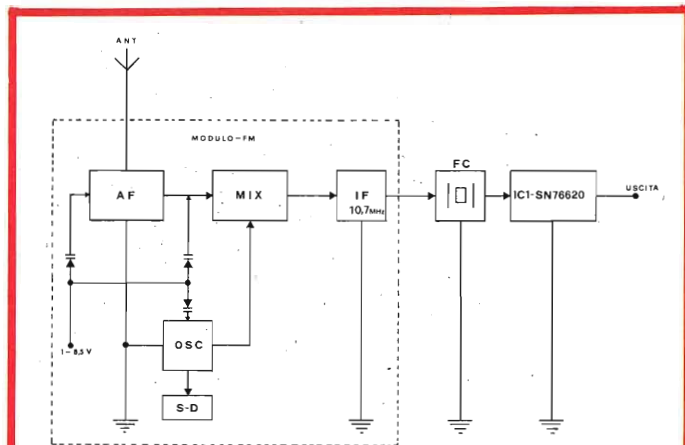 ANT
MODULO-FM
AF
MIX
IF
10,7MHz
FC
IC1-SN76620
USCITA
1-8,5 V
OSC
S-D